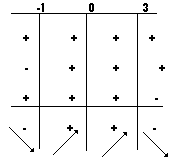 -1 0 3
+ + + +
- + + +
+ + + -
- + + -